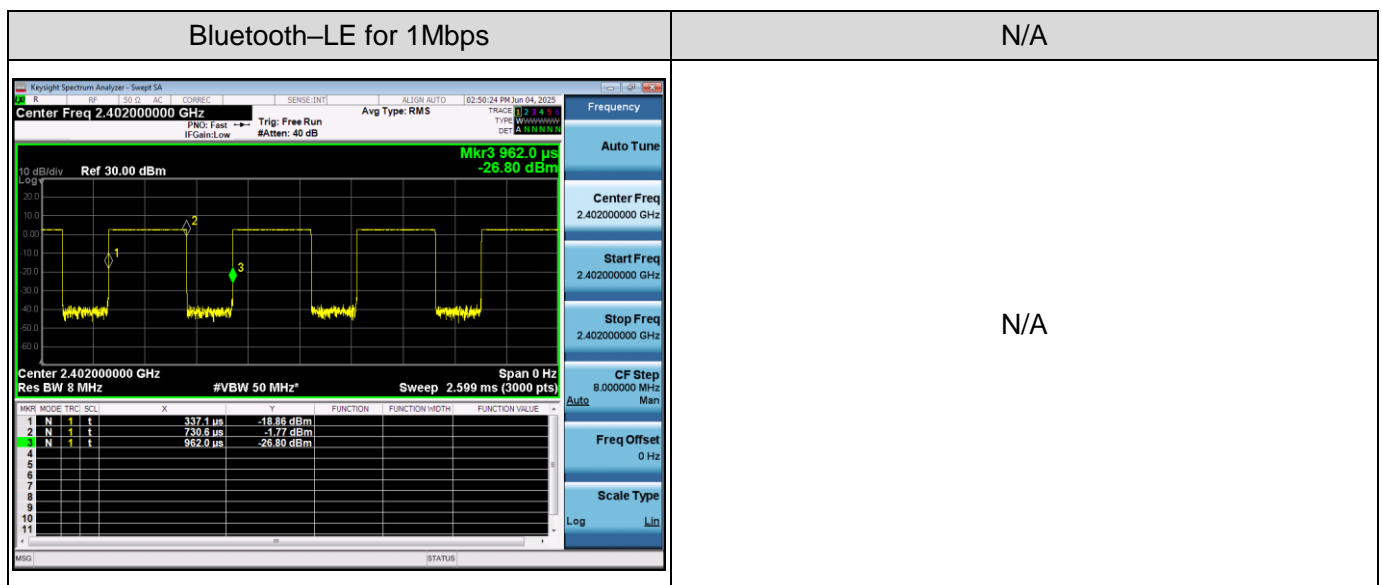 Bluetooth–LE for 1Mbps
N/A
Keysight Spectrum Analyzer - Swept SA
R RF 50 Ω AC CORREC SENSE:INT ALIGN AUTO 02:50:24 PM Jun 04, 2025
Center Freq 2.402000000 GHz
PNO: Fast
IFGain:Low
Trig: Free Run
#Atten: 40 dB
Avg Type: RMS
TRACE 1 2 3 4 5 6
TYPE W
DET A N N N N N
Mkr3 962.0 µs
-26.80 dBm
10 dB/div
Log
Ref 30.00 dBm
20.0
10.0
0.00
-10.0
-20.0
-30.0
-40.0
-50.0
-60.0
1
2
3
Center 2.402000000 GHz
Span 0 Hz
Res BW 8 MHz
#VBW 50 MHz*
Sweep 2.599 ms (3000 pts)
MKR MODE TRC SCL X Y FUNCTION FUNCTION WIDTH FUNCTION VALUE
1 N 1 t 337.1 µs -18.86 dBm
2 N 1 t 730.6 µs -1.77 dBm
3 N 1 t 962.0 µs -26.80 dBm
4
5
6
7
8
9
10
11
MSG
STATUS
Frequency
Auto Tune
Center Freq
2.402000000 GHz
Start Freq
2.402000000 GHz
Stop Freq
2.402000000 GHz
CF Step
8.000000 MHz
Auto Man
Freq Offset
0 Hz
Scale Type
Log Lin
N/A